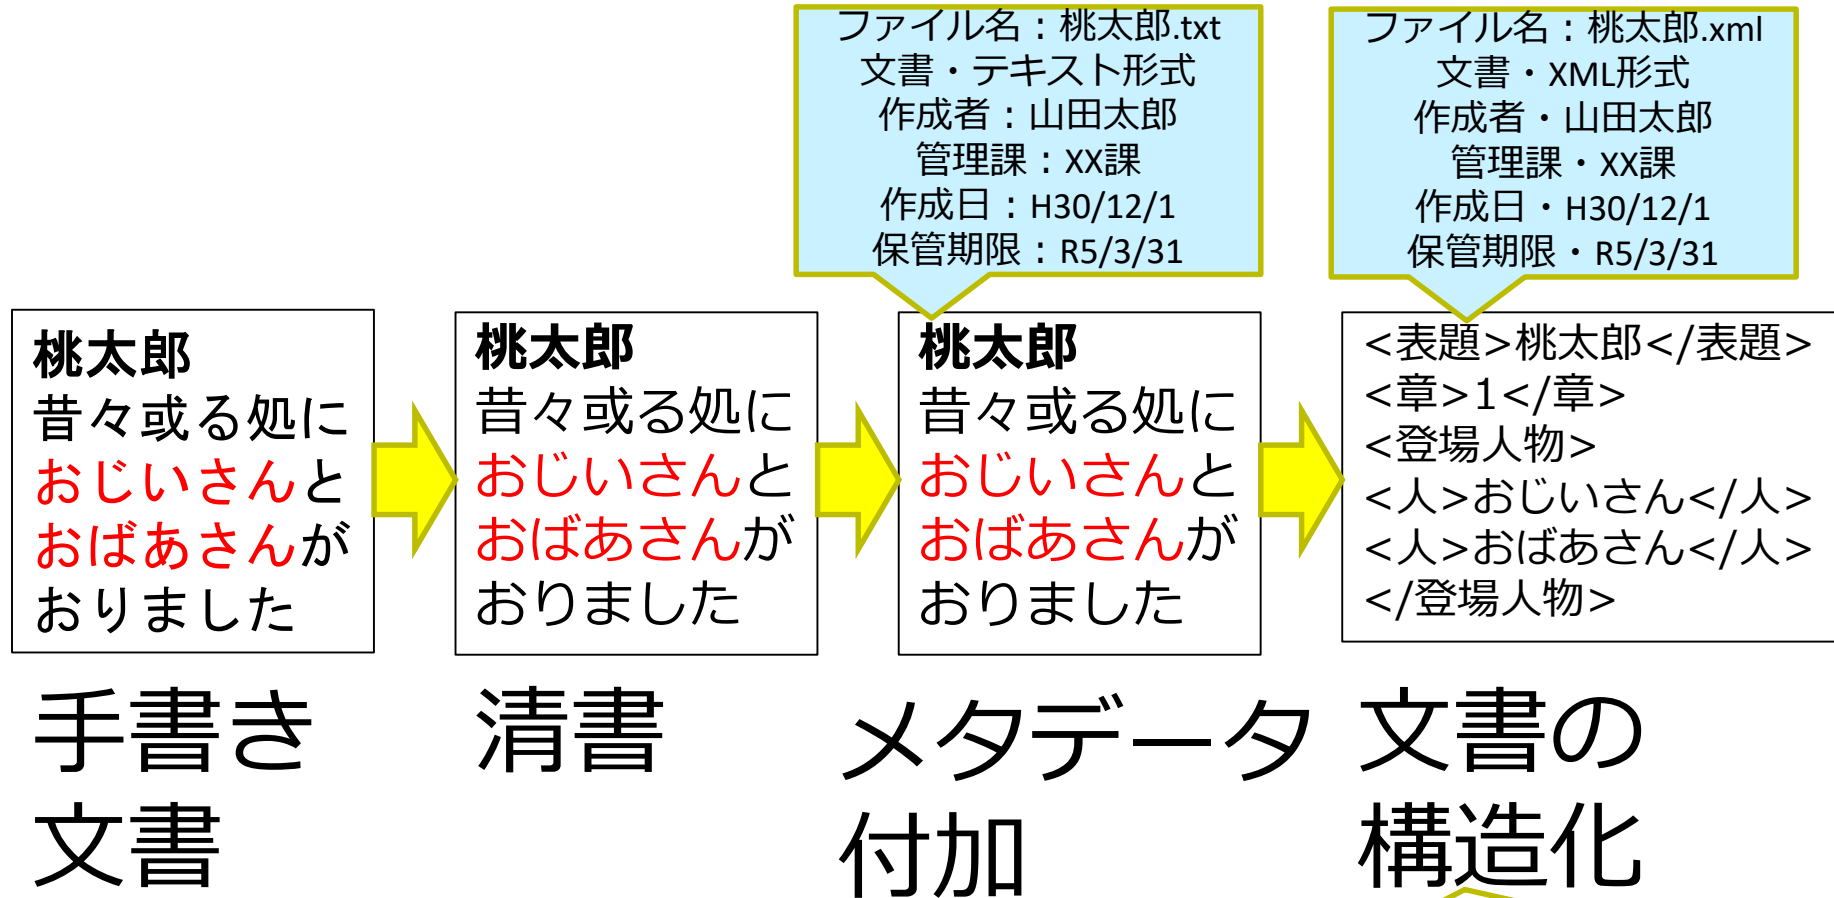 ファイル名：桃太郎.txt
文書・テキスト形式
作成者：山田太郎
管理課：XX課
作成日：H30/12/1
保管期限：R5/3/31
ファイル名：桃太郎.xml
文書・XML形式
作成者・山田太郎
管理課・XX課
作成日・H30/12/1
保管期限・R5/3/31
桃太郎
昔々或る処に
おじいさんと
おばあさんが
おりました
桃太郎
昔々或る処に
おじいさんと
おばあさんが
おりました
桃太郎
昔々或る処に
おじいさんと
おばあさんが
おりました
<表題>桃太郎</表題>
<章>1</章>
<登場人物>
<人>おじいさん</人>
<人>おばあさん</人>
</登場人物>
手書き
文書
清書
メタデータ
付加
文書の
構造化